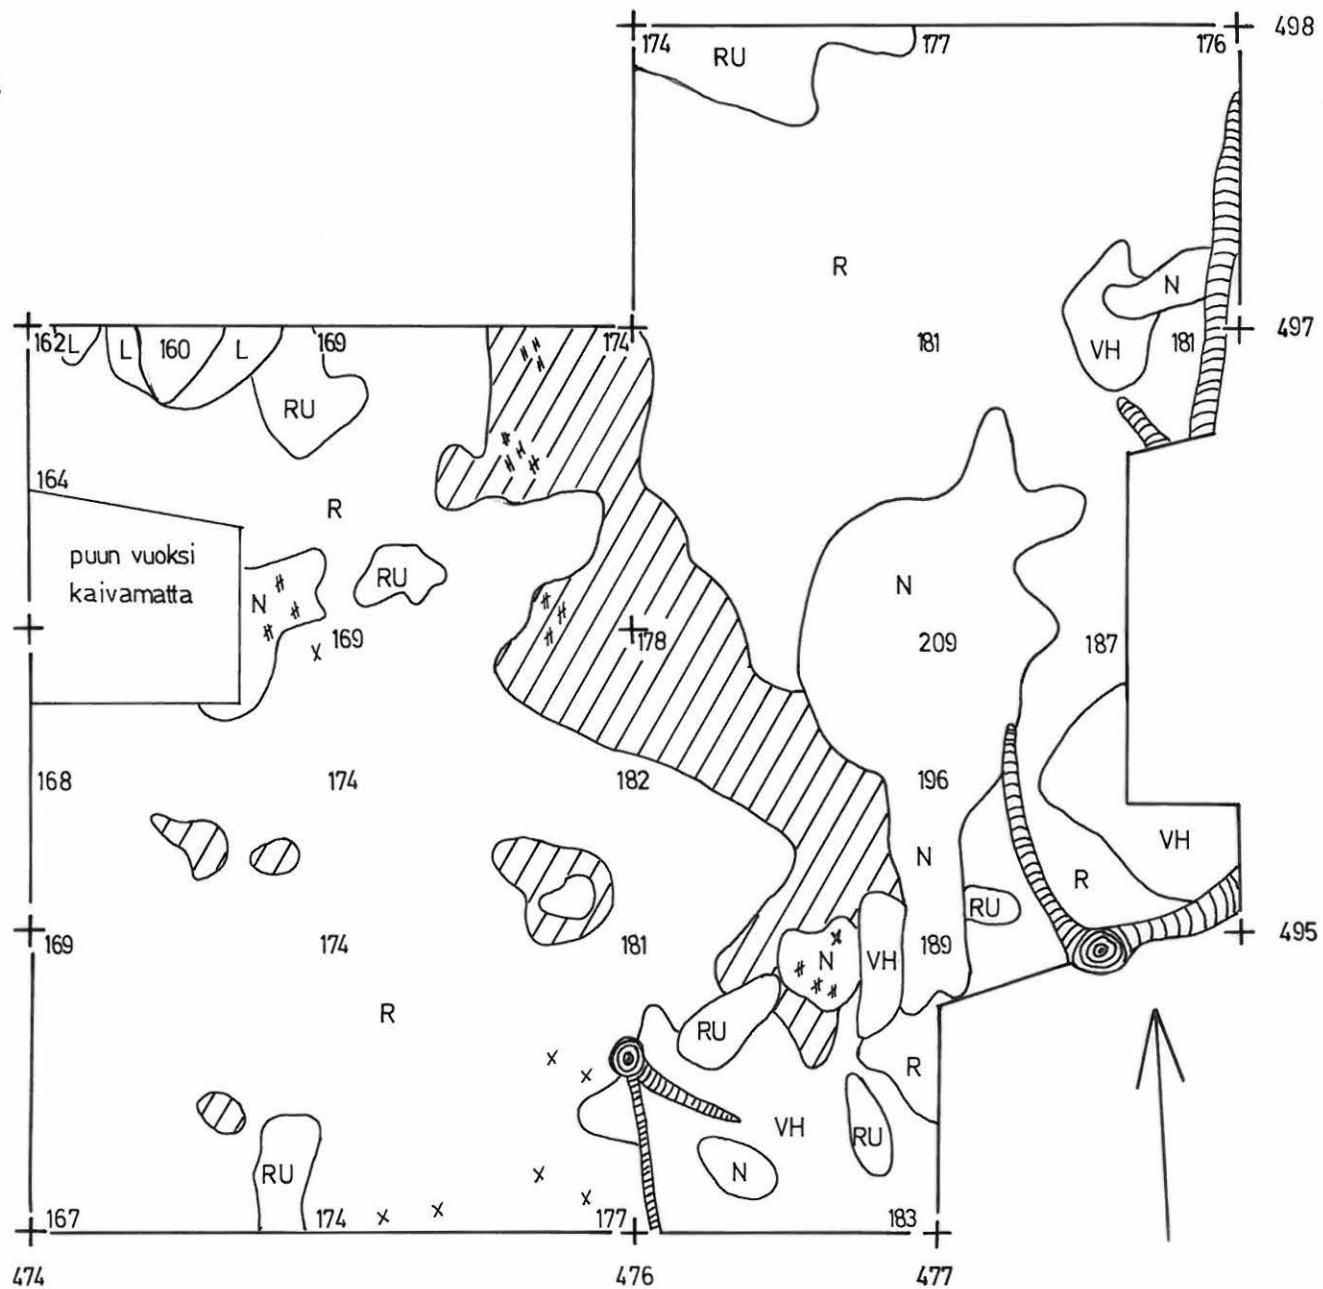 498
174
RU
177
176
R
N
497
162
L
L
160
L
169
174
181
VH
181
RU
164
R
puun vuoksi
kaivamatta
N
RU
N
169
178
209
187
168
174
182
196
VH
N
R
RU
495
169
174
181
N
VH
189
R
RU
R
VH
RU
RU
N
167
174
177
183
474
476
477